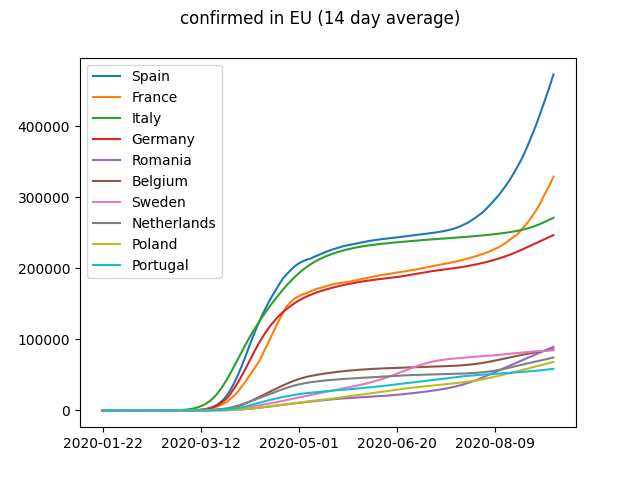 confirmed in EU (14 day average)
Spain
France
Italy
Germany
Romania
Belgium
Sweden
Netherlands
Poland
Portugal
400000
300000
200000
100000
0
2020-01-22 2020-03-12 2020-05-01 2020-06-20 2020-08-09